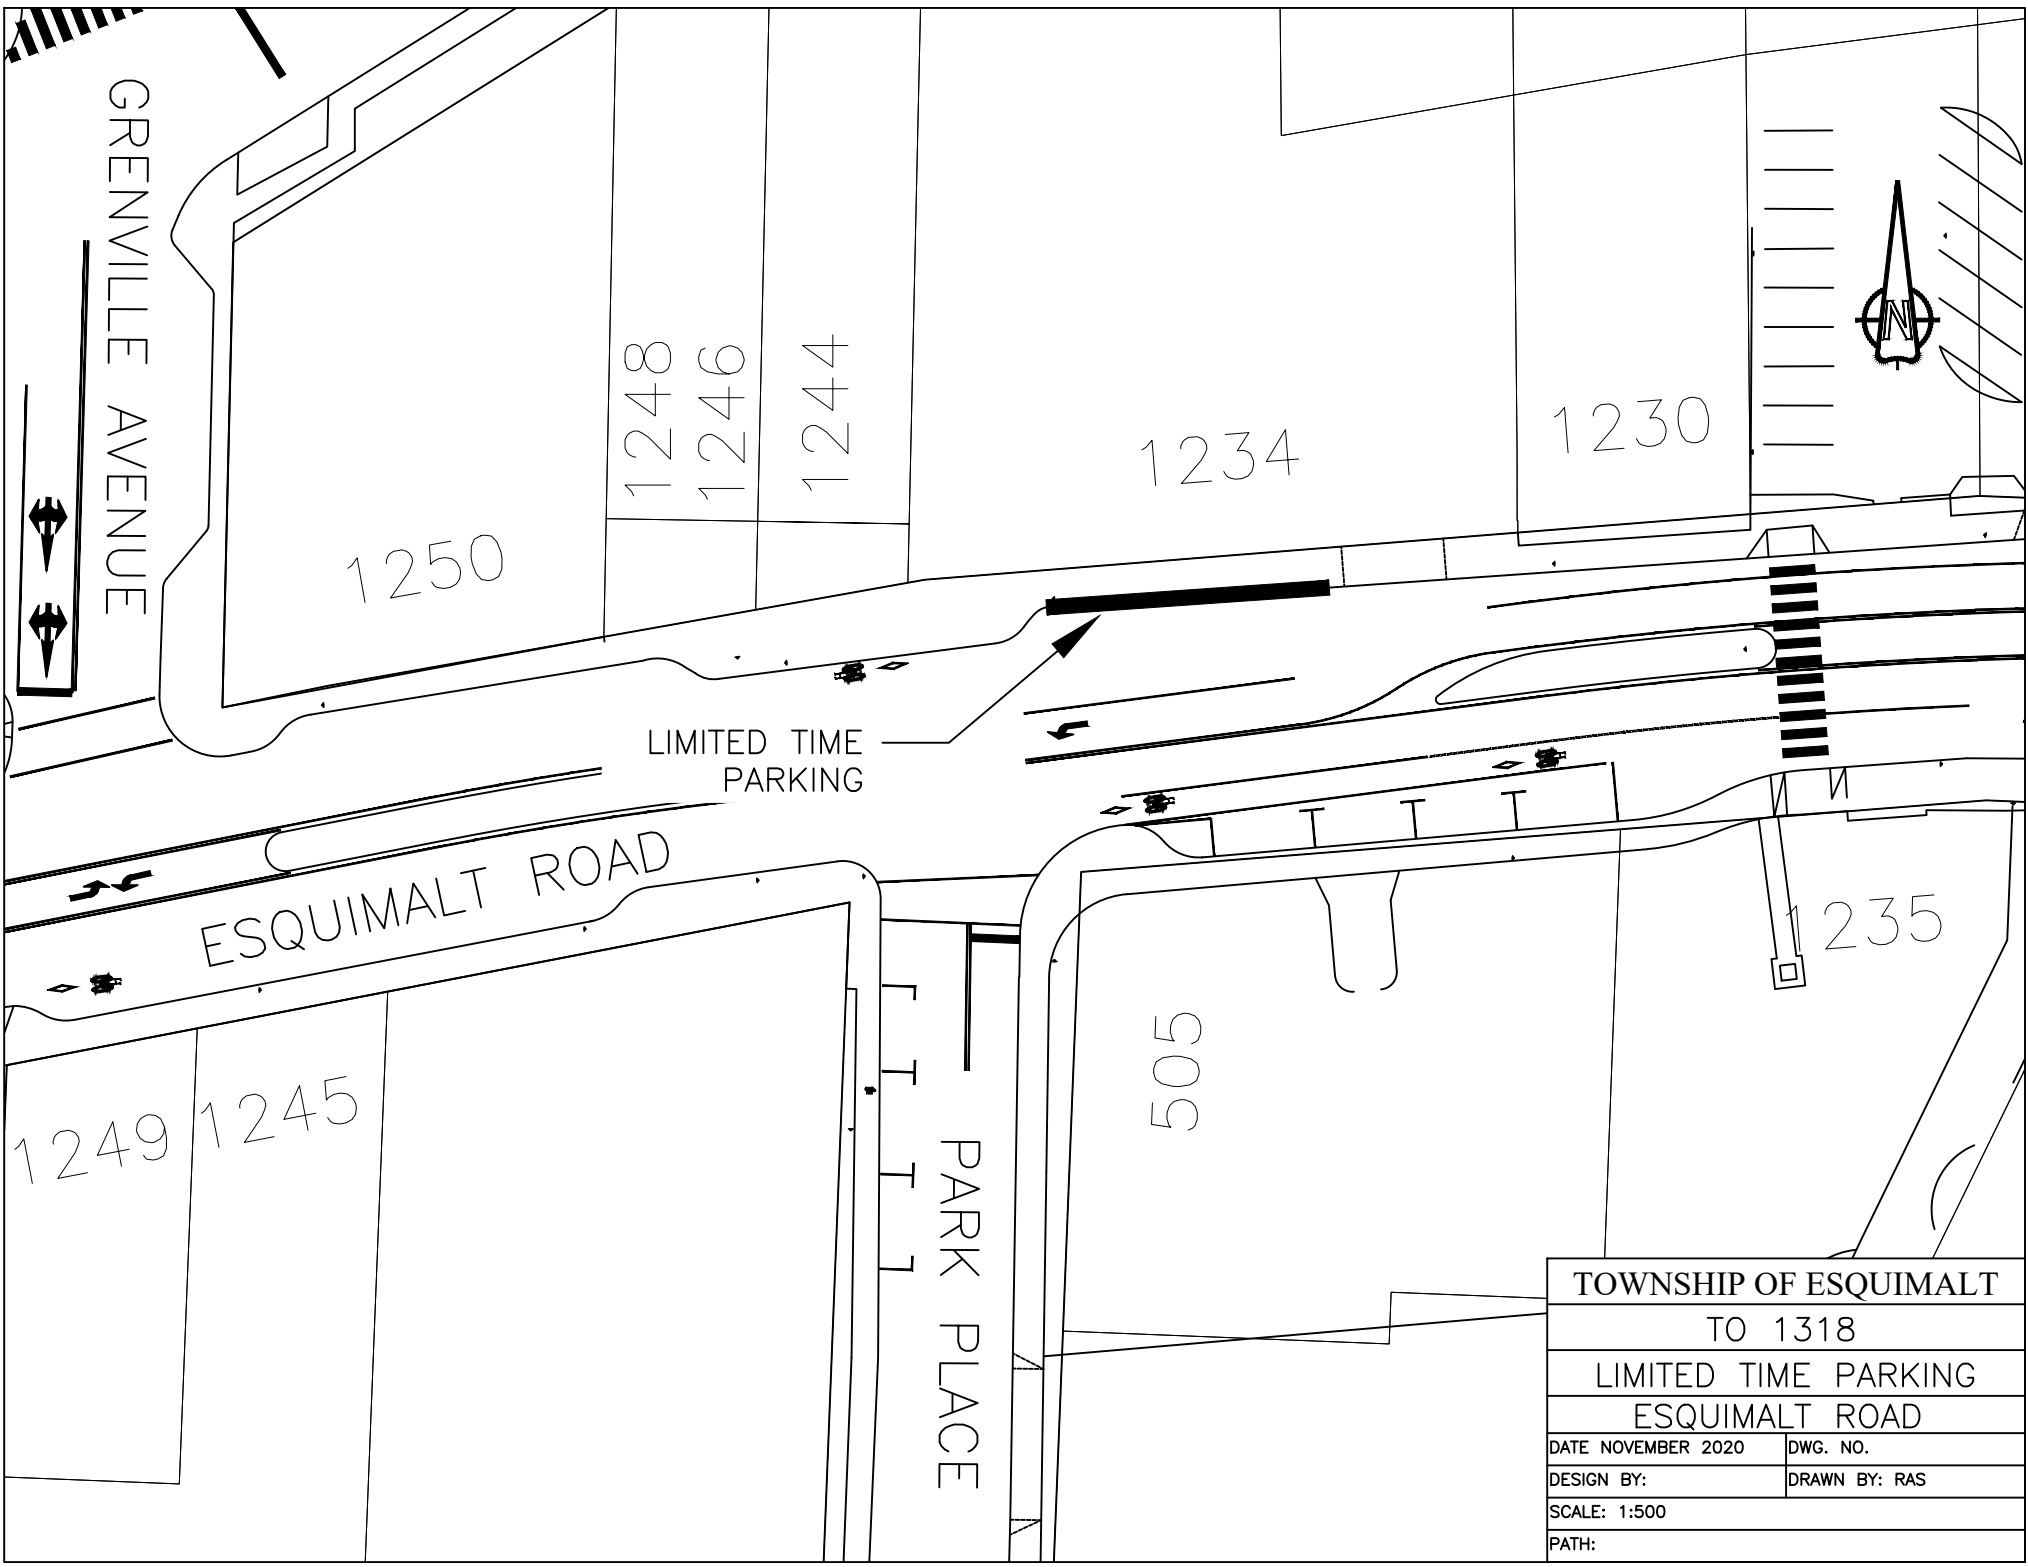 GRENVILLE AVENUE
1248
1246
1244
1234
1230
N
1250
LIMITED TIME
PARKING
ESQUIMALT ROAD
1235
505
1249
1245
PARK PLACE
TOWNSHIP OF ESQUIMALT
TO 1318
LIMITED TIME PARKING
ESQUIMALT ROAD
DATE NOVEMBER 2020
DWG. NO.
DESIGN BY:
DRAWN BY: RAS
SCALE: 1:500
PATH: